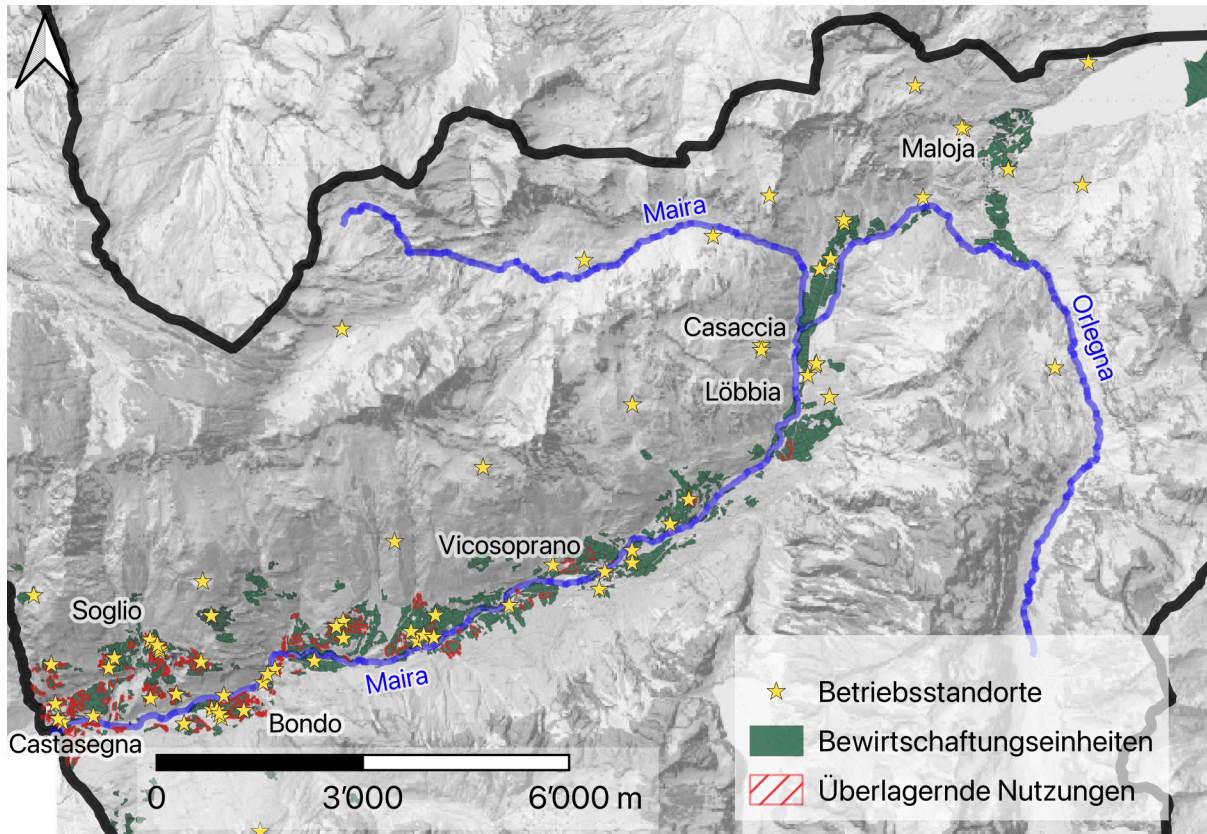 Maloja
Maira
Casaccia
Orlegna
Löbbia
Vicosoprano
Soglio
Maira
Bondo
Castasegna
0 3'000 6'000 m
Betriebsstandorte
Bewirtschaftungseinheiten
Überlagernde Nutzungen